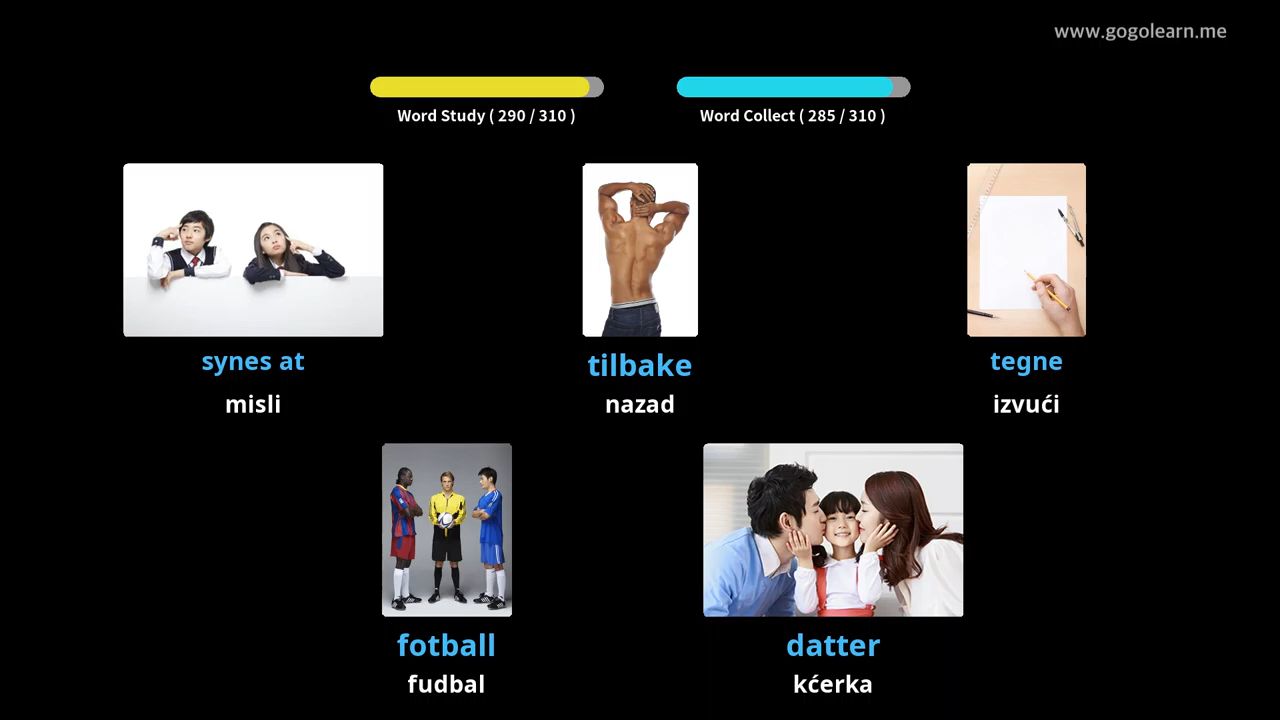 www.gogolearn.me
Word Study ( 290 / 310 )
Word Collect ( 285 / 310 )
synes at
tilbake
tegne
misli
nazad
izvući
fotball
datter
fudbal
kćerka